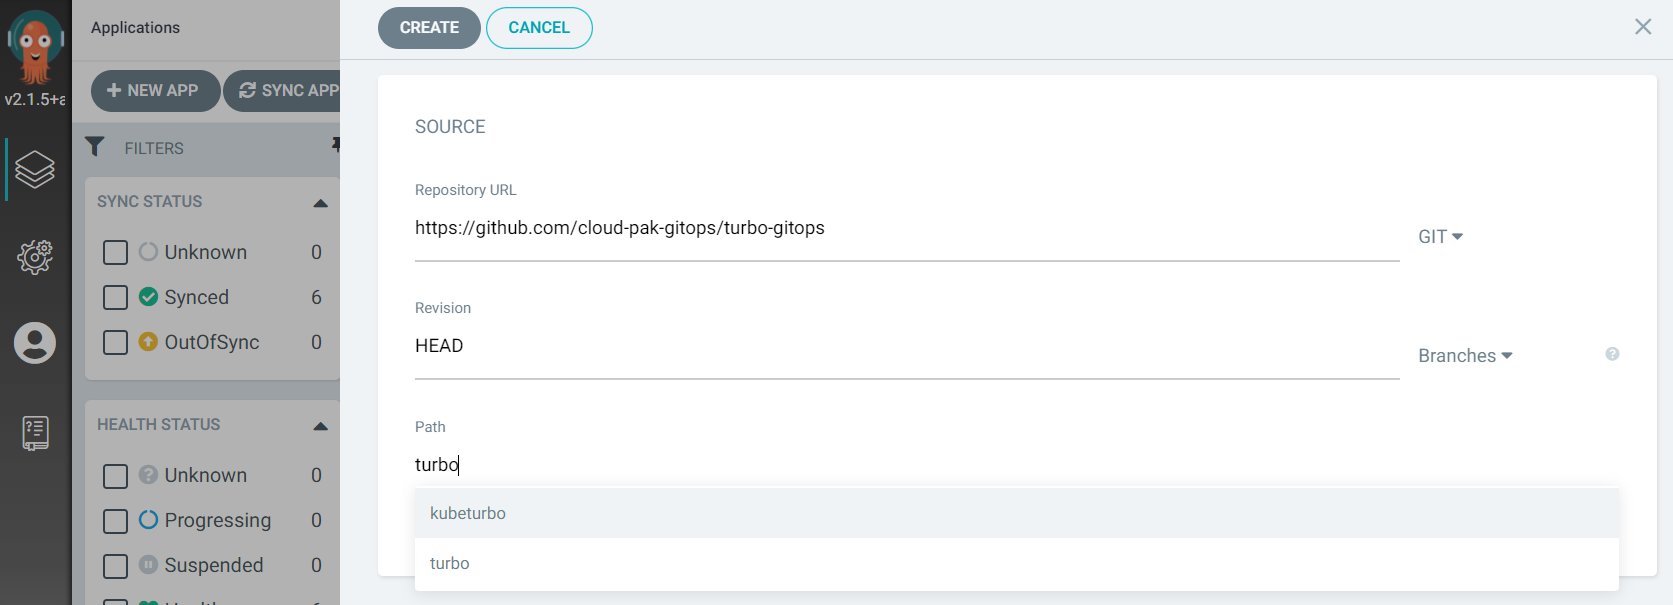 Applications
CREATE
CANCEL
v2.1.5+a
NEW APP
SYNC APP
FILTERS
SYNC STATUS
Unknown 0
Synced 6
OutOfSync 0
HEALTH STATUS
Unknown 0
Progressing 0
Suspended 0
SOURCE
Repository URL
https://github.com/cloud-pak-gitops/turbo-gitops
GIT
Revision
HEAD
Branches
Path
turbo
kubeturbo
turbo